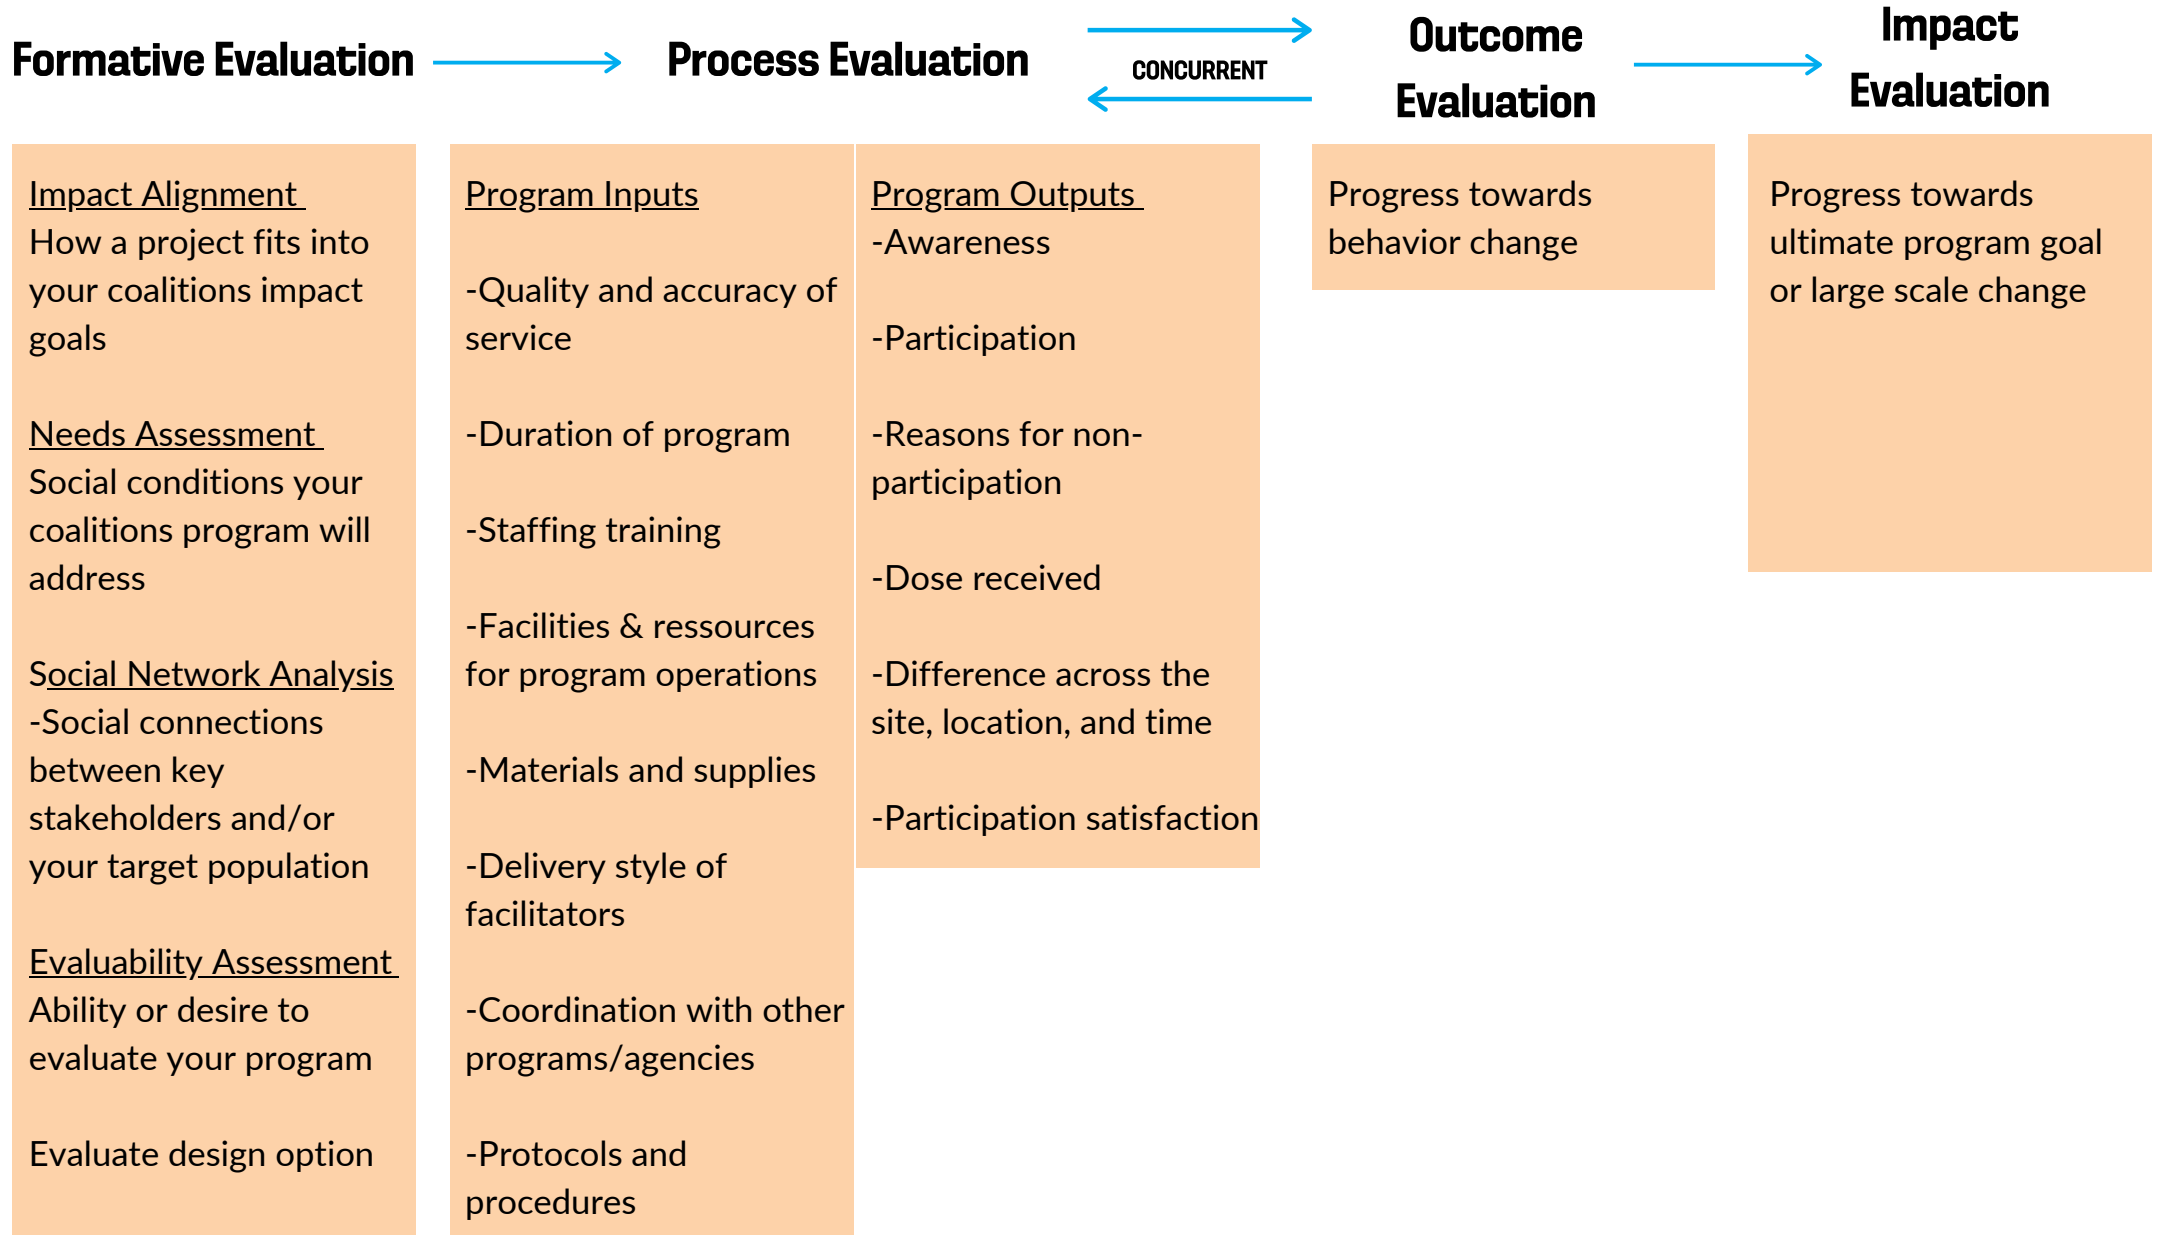 Formative Evaluation
Process Evaluation
CONCURRENT
Outcome
Evaluation
Impact
Evaluation
Impact Alignment
How a project fits into
your coalitions impact
goals
Needs Assessment
Social conditions your
coalitions program will
address
Social Network Analysis
-Social connections
between key
stakeholders and/or
your target population
Evaluability Assessment
Ability or desire to
evaluate your program
Evaluate design option
Program Inputs
-Quality and accuracy of
service
-Duration of program
-Staffing training
-Facilities & ressources
for program operations
-Materials and supplies
-Delivery style of
facilitators
-Coordination with other
programs/agencies
-Protocols and
procedures
Program Outputs
-Awareness
-Participation
-Reasons for non-
participation
-Dose received
-Difference across the
site, location, and time
-Participation satisfaction
Progress towards
behavior change
Progress towards
ultimate program goal
or large scale change